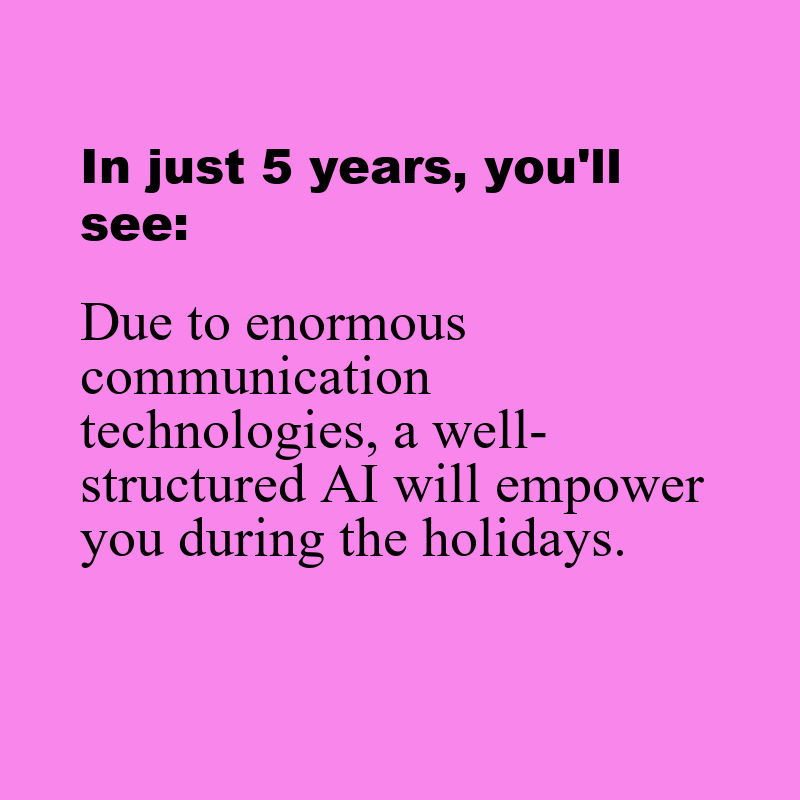 In just 5 years, you'll
see:
Due to enormous
communication
technologies, a well-
structured AI will empower
you during the holidays.